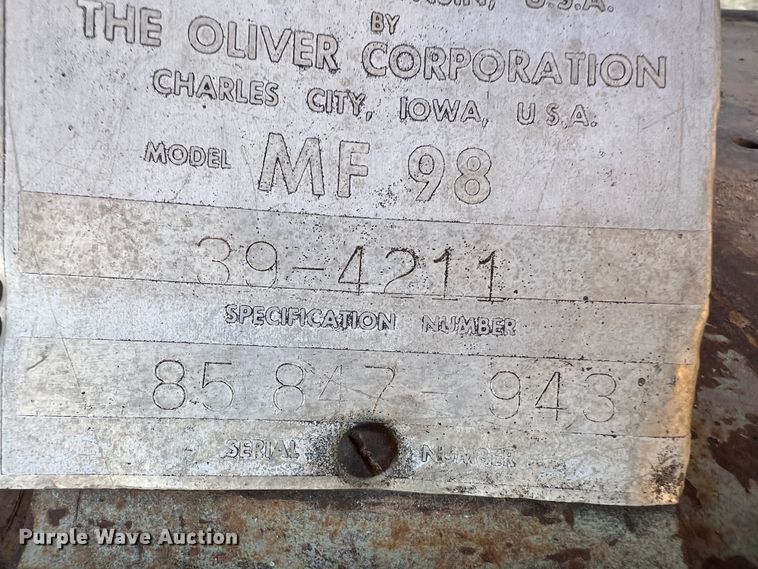 U.S.A.
BY
THE OLIVER CORPORATION
CHARLES CITY, IOWA, U.S.A.
MODEL MF 98
39-4211
SPECIFICATION NUMBER
85 847-943
SERIAL NUMBER
Purple Wave Auction